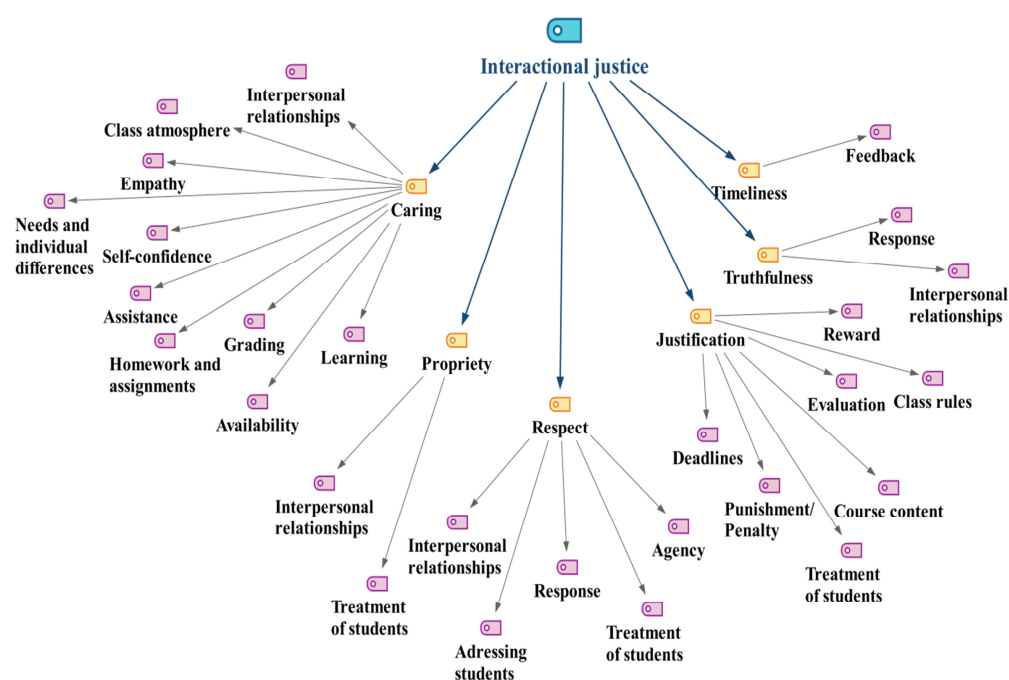 Interactional justice
Interpersonal
relationships
Class atmosphere
Empathy
Needs and
individual
differences
Self-confidence
Assistance
Homework and
assignments
Grading
Availability
Learning
Caring
Propriety
Interpersonal
relationships
Treatment
of students
Respect
Interpersonal
relationships
Adressing
students
Response
Treatment
of students
Agency
Timeliness
Feedback
Truthfulness
Response
Interpersonal
relationships
Justification
Reward
Class rules
Evaluation
Deadlines
Punishment/
Penalty
Course content
Treatment
of students